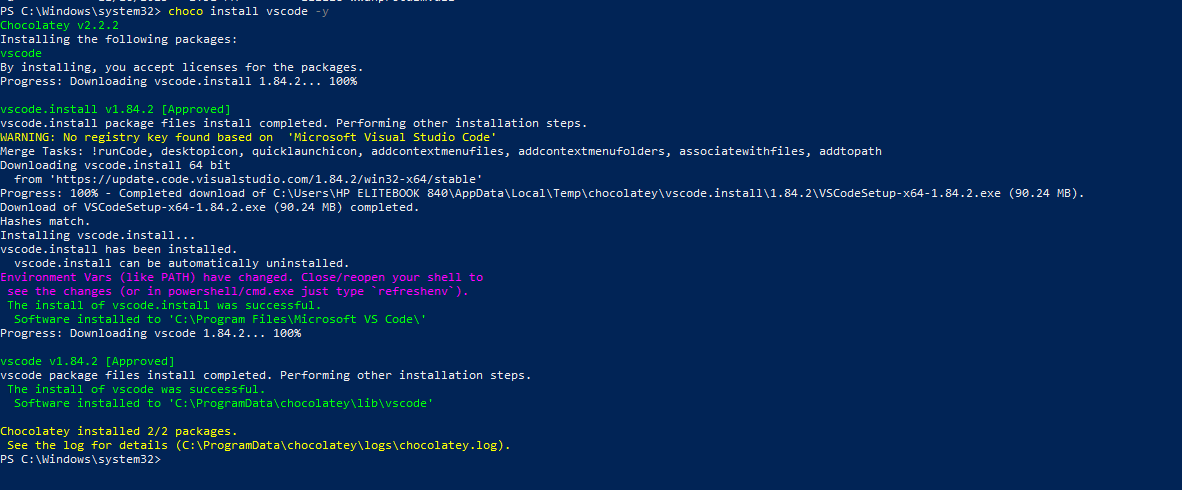 PS C:\Windows\system32> choco install vscode -y
Chocolatey v2.2.2
Installing the following packages:
vscode
By installing, you accept licenses for the packages.
Progress: Downloading vscode.install 1.84.2... 100%
vscode.install v1.84.2 [Approved]
vscode.install package files install completed. Performing other installation steps.
WARNING: No registry key found based on  'Microsoft Visual Studio Code'
Merge Tasks: !runCode, desktopicon, quicklaunchicon, addcontextmenufiles, addcontextmenufolders, associatewithfiles, addtopath
Downloading vscode.install 64 bit
  from 'https://update.code.visualstudio.com/1.84.2/win32-x64/stable'
Progress: 100% - Completed download of C:\Users\HP ELITEBOOK 840\AppData\Local\Temp\chocolatey\vscode.install\1.84.2\VSCodeSetup-x64-1.84.2.exe (90.24 MB).
Download of VSCodeSetup-x64-1.84.2.exe (90.24 MB) completed.
Hashes match.
Installing vscode.install...
vscode.install has been installed.
  vscode.install can be automatically uninstalled.
Environment Vars (like PATH) have changed. Close/reopen your shell to
 see the changes (or in powershell/cmd.exe just type `refreshenv`).
 The install of vscode.install was successful.
  Software installed to 'C:\Program Files\Microsoft VS Code\'
Progress: Downloading vscode 1.84.2... 100%
vscode v1.84.2 [Approved]
vscode package files install completed. Performing other installation steps.
 The install of vscode was successful.
  Software installed to 'C:\ProgramData\chocolatey\lib\vscode'
Chocolatey installed 2/2 packages.
 See the log for details (C:\ProgramData\chocolatey\logs\chocolatey.log).
PS C:\Windows\system32>